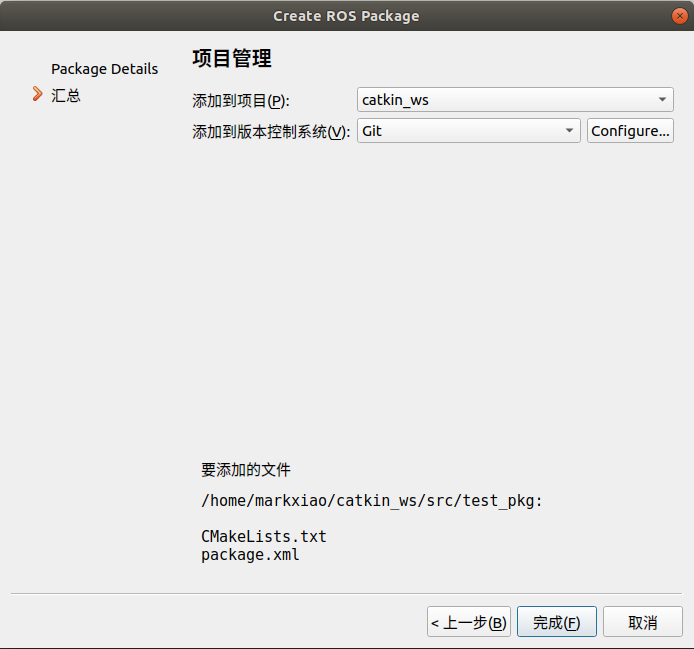 Create ROS Package
Package Details
汇总
项目管理
添加到项目(P):
catkin_ws
添加到版本控制系统(V):
Git
Configure...
要添加的文件
/home/markxiao/catkin_ws/src/test_pkg:
CMakeLists.txt
package.xml
< 上一步(B)
完成(F)
取消